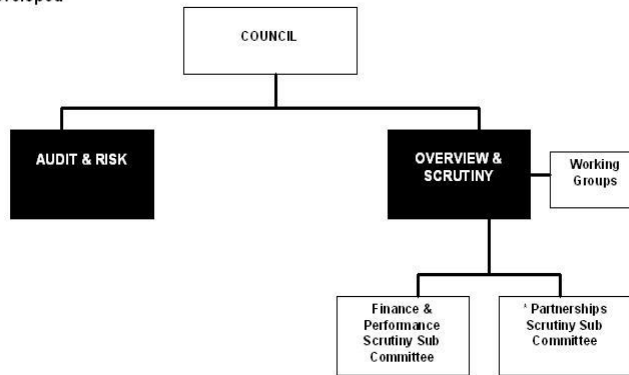 COUNCIL
AUDIT & RISK
OVERVIEW &
SCRUTINY
Working
Groups
Finance &
Performance
Scrutiny Sub
Committee
* Partnerships
Scrutiny Sub
Committee